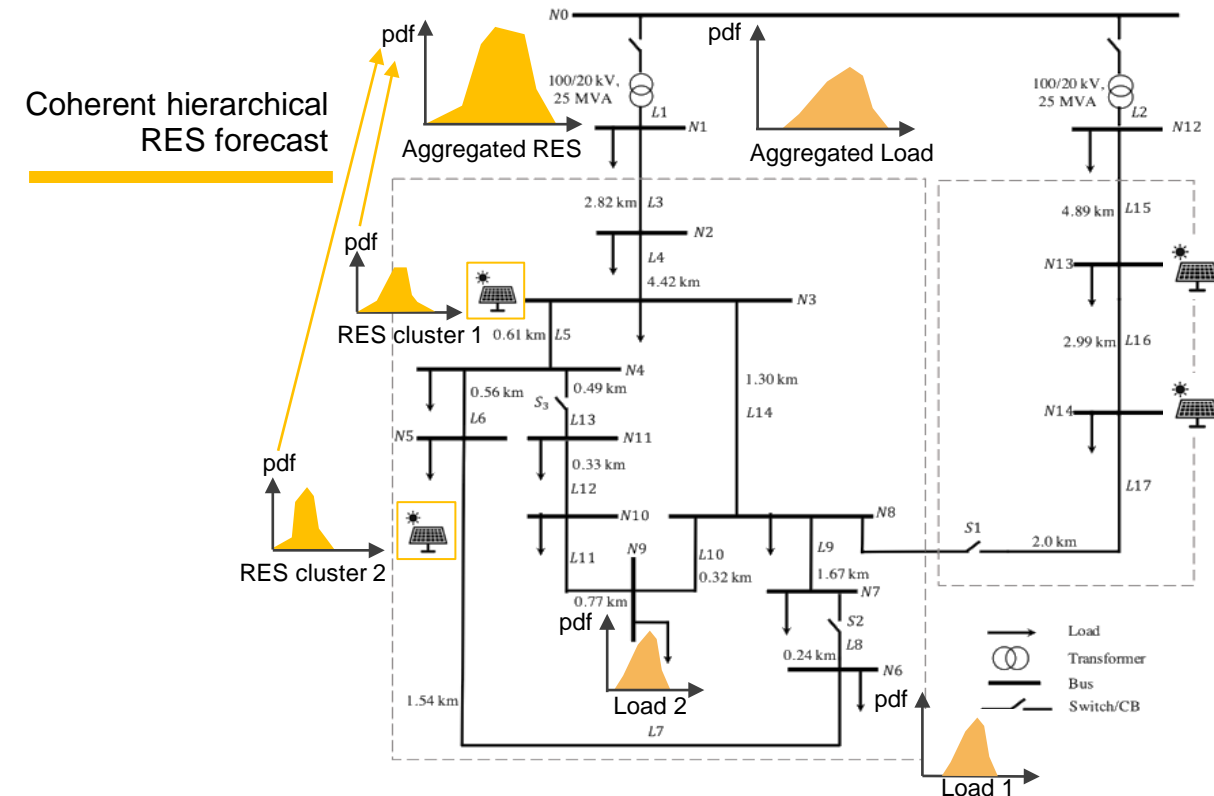 N0
pdf
pdf
Coherent hierarchical
RES forecast
100/20 kV,
25 MVA
L1
N1
Aggregated RES
Aggregated Load
100/20 kV,
25 MVA
L2
N12
2.82 km L3
4.89 km L15
N2
pdf
L4
N13
4.42 km
N3
RES cluster 1
0.61 km L5
2.99 km L16
N4
0.56 km
0.49 km
1.30 km
S3
L6
L13
L14
N14
N5
N11
0.33 km
pdf
L12
L17
N10
N8
S1
L11
N9
L10
L9
2.0 km
RES cluster 2
0.32 km
1.67 km
0.77 km
N7
pdf
S2
L8
Load
0.24 km
Transformer
N6
Bus
1.54 km
Load 2
pdf
Switch/CB
L7
Load 1